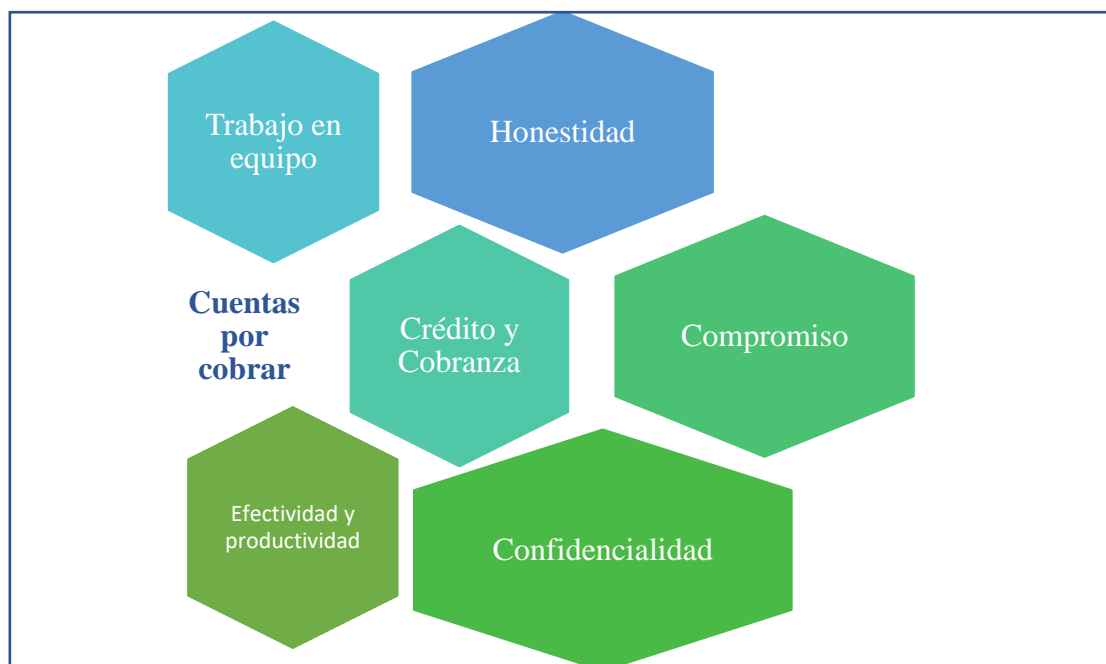 Trabajo en
equipo
Honestidad
Cuentas
por
cobrar
Crédito y
Cobranza
Compromiso
Efectividad y
productividad
Confidencialidad